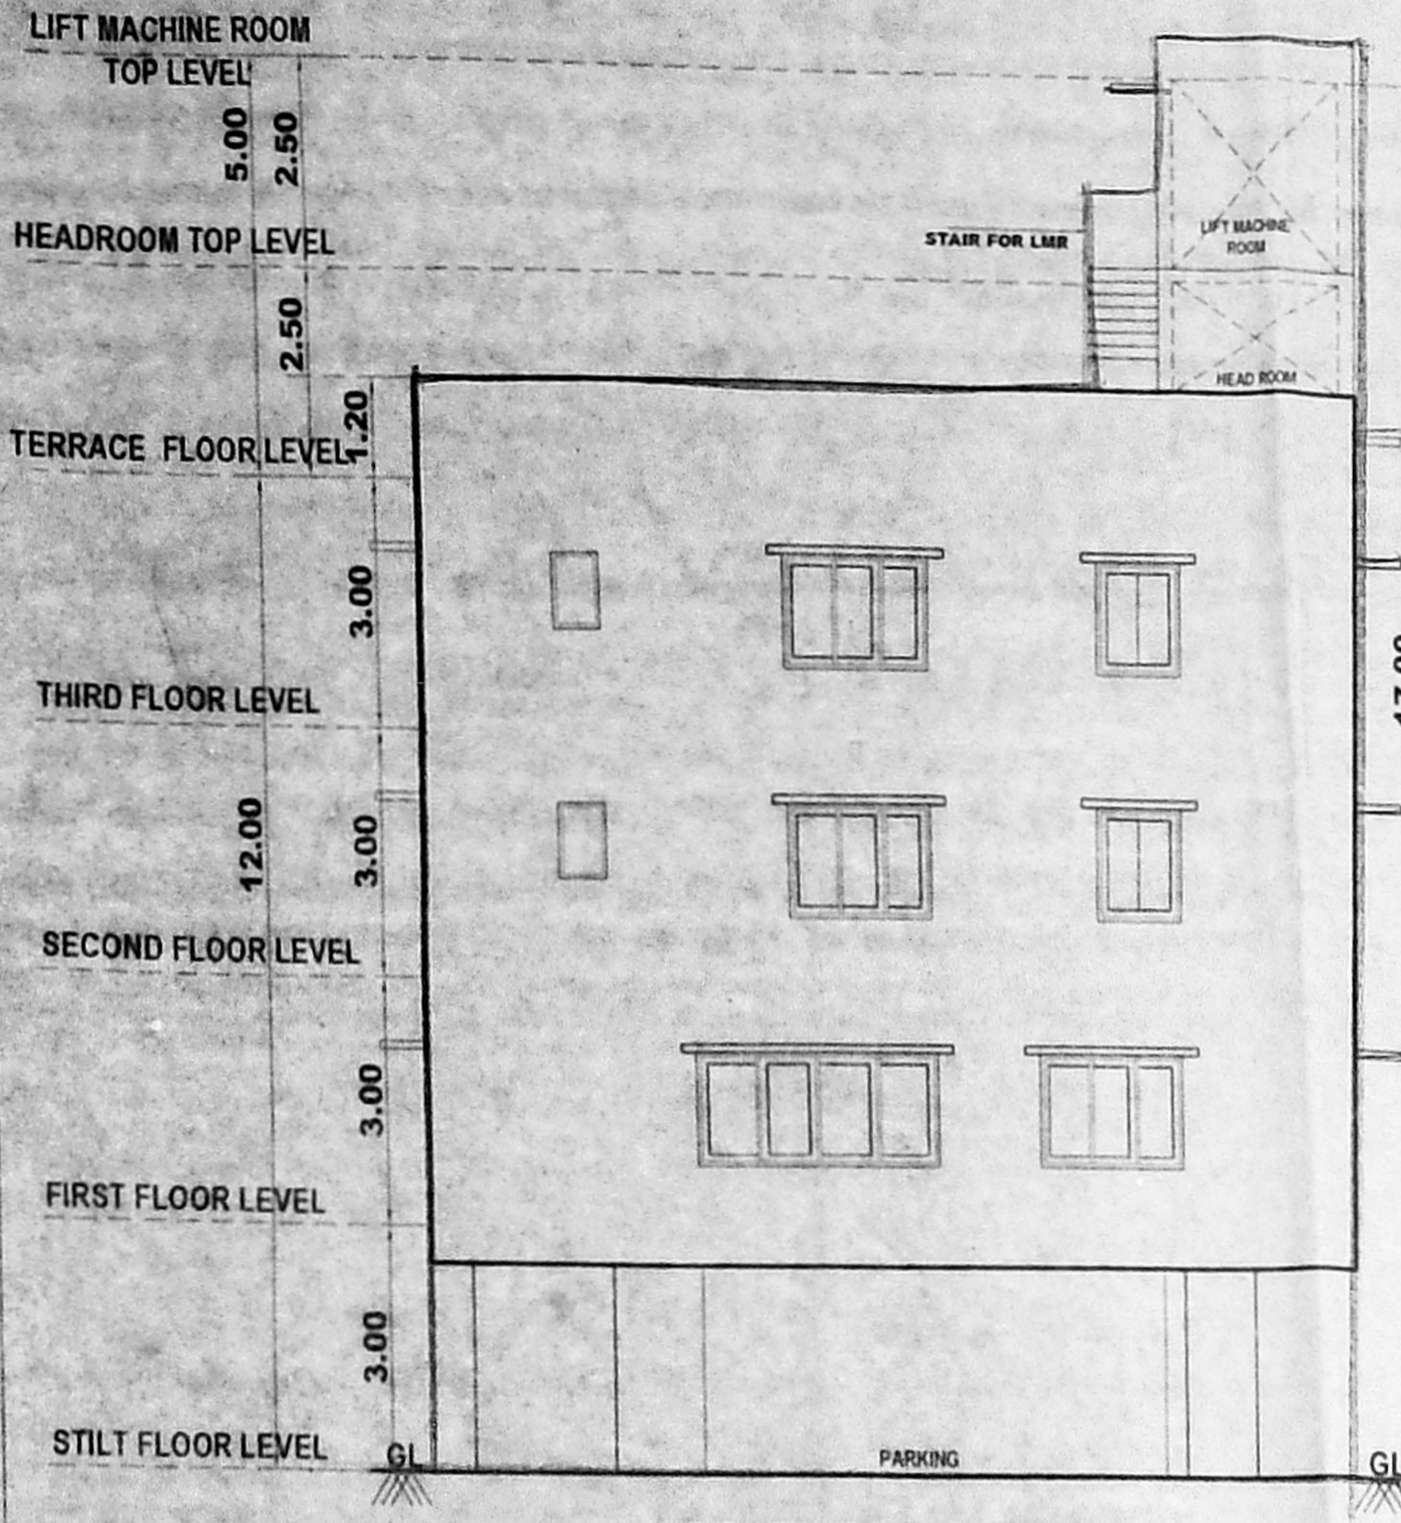 LIFT MACHINE ROOM
TOP LEVEL
5.00
2.50
HEADROOM TOP LEVEL
STAIR FOR LMR
LIFT MACHINE
ROOM
2.50
HEAD ROOM
1.20
TERRACE FLOOR LEVEL
3.00
THIRD FLOOR LEVEL
12.00
3.00
SECOND FLOOR LEVEL
3.00
FIRST FLOOR LEVEL
3.00
STILT FLOOR LEVEL
GL
PARKING
GL